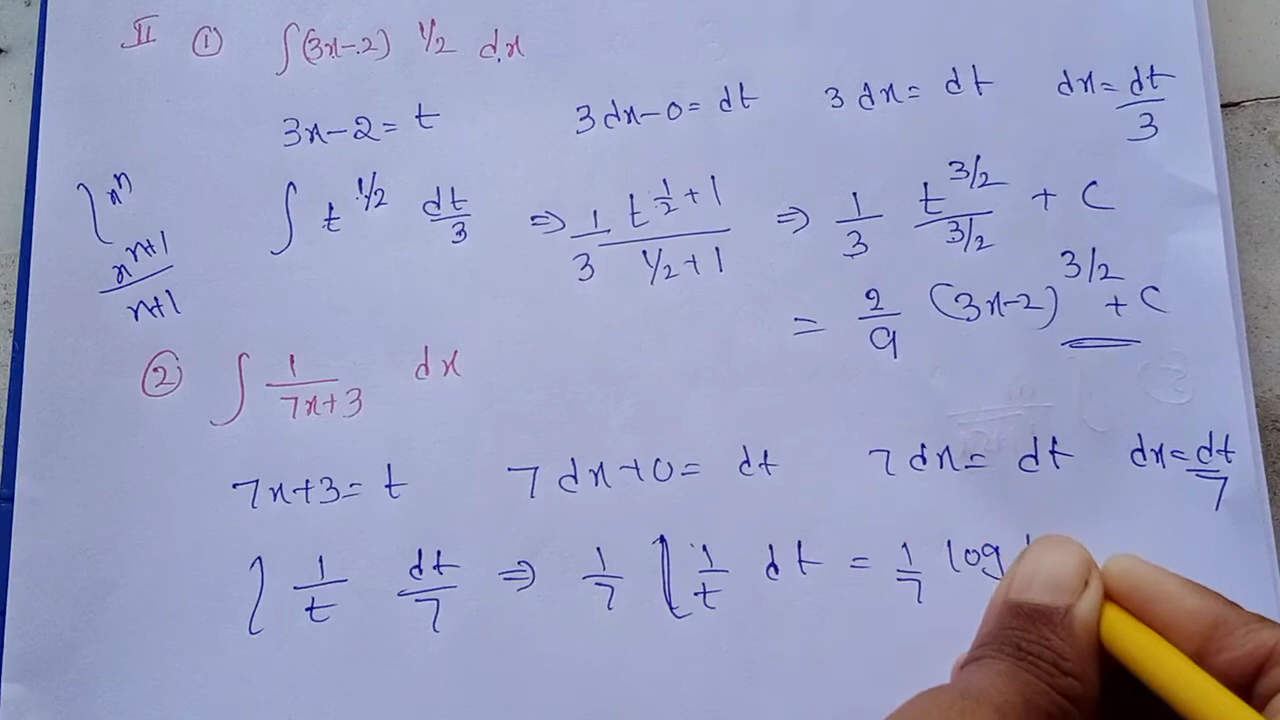 II ① ∫(3x-2) 1/2 dx
3x-2=t 3dx-0=dt 3dx=dt dx=dt/3
∫x^n ∫ t^1/2 dt/3 ⇒ 1/3 t^(1/2+1)/(1/2+1) ⇒ 1/3 t^3/2/(3/2) + C
x^(n+1)/(n+1)
= 2/9 (3x-2)^3/2 + C
② ∫ 1/(7x+3) dx
7x+3=t 7dx+0=dt 7dx=dt dx=dt/7
∫ 1/t dt/7 ⇒ 1/7 ∫ 1/t dt = 1/7 log